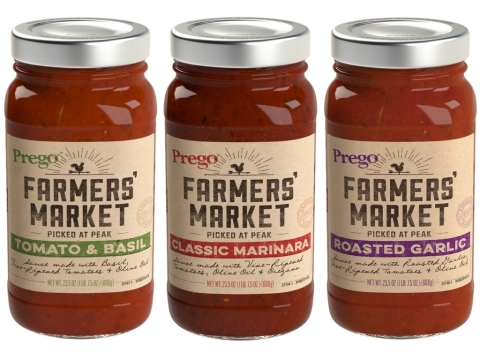 Prego
FARMERS'
MARKET
PICKED AT PEAK
TOMATO & BASIL
Sauce made with Basil,
Vine-Ripened Tomatoes & Olive Oil
NET WT. 23.5 OZ (1 LB. 7.5 OZ) (666g)
Prego
FARMERS'
MARKET
PICKED AT PEAK
CLASSIC MARINARA
Sauce made with Vine-Ripened
Tomatoes, Olive Oil & Oregano
NET WT. 23.5 OZ (1 LB. 7.5 OZ) (666g)
Prego
FARMERS'
MARKET
PICKED AT PEAK
ROASTED GARLIC
Sauce made with Roasted Garlic,
Vine-Ripened Tomatoes & Olive Oil
NET WT. 23.5 OZ (1 LB. 7.5 OZ) (666g)